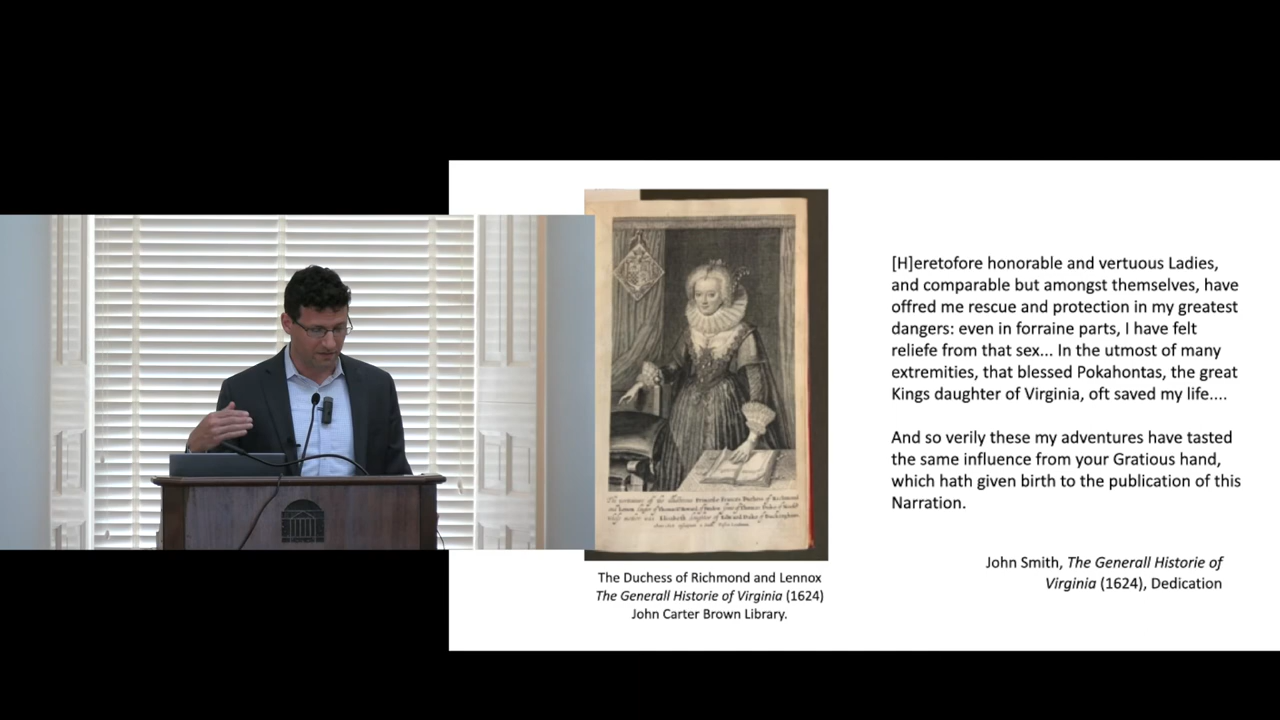 [H]eretofore honorable and vertuous Ladies,
and comparable but amongst themselves, have
offred me rescue and protection in my greatest
dangers: even in forraine parts, I have felt
reliefe from that sex... In the utmost of many
extremities, that blessed Pokahontas, the great
Kings daughter of Virginia, oft saved my life....
And so verily these my adventures have tasted
the same influence from your Gratious hand,
which hath given birth to the publication of this
Narration.
John Smith, The Generall Historie of
Virginia (1624), Dedication
The Duchess of Richmond and Lennox
The Generall Historie of Virginia (1624)
John Carter Brown Library.